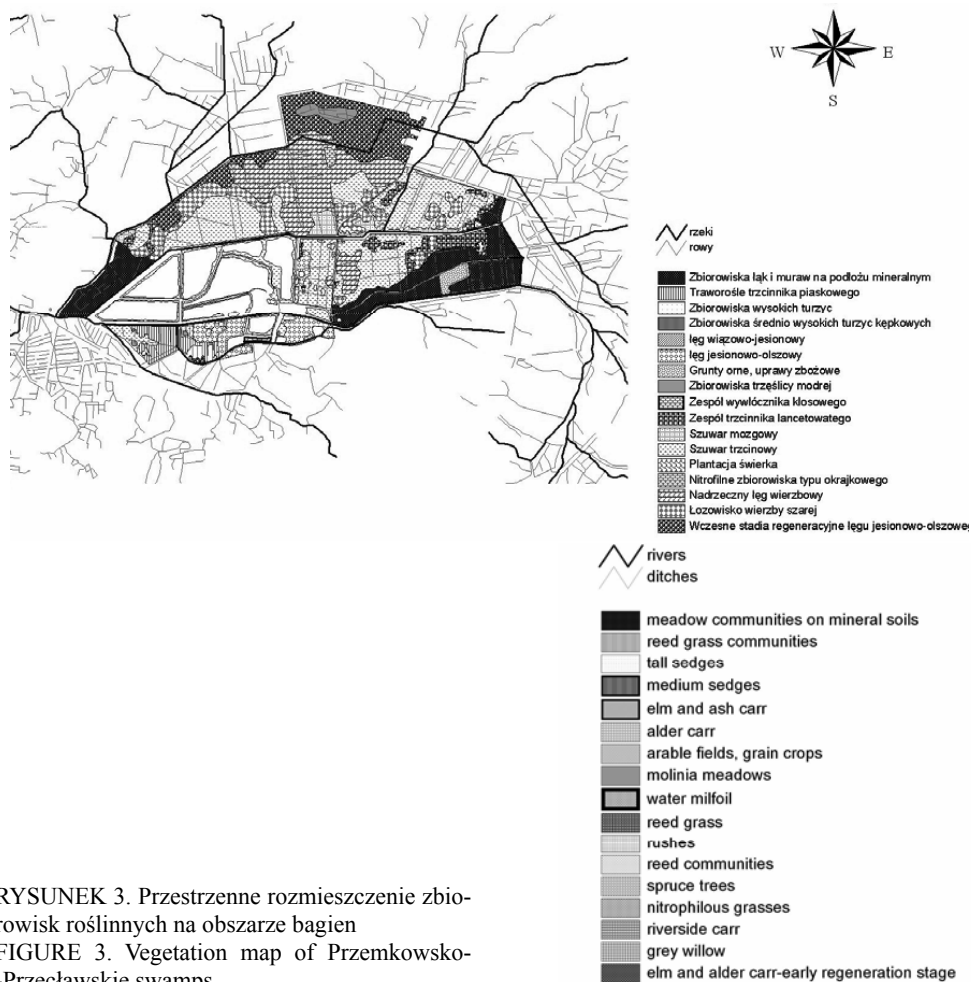 W
E
S
rzeki
rowy
Zbiorowiska łąk i muraw na podłożu mineralnym
Traworośle trzcinnika piaskowego
Zbiorowiska wysokich turzyc
Zbiorowiska średnio wysokich turzyc kępkowych
łęg wiązowo-jesionowy
łęg jesionowo-olszowy
Grunty orne, uprawy zbożowe
Zbiorowiska trzęślicy modrej
Zespół wywłócznika kłosowego
Zespół trzcinnika lancetowatego
Szuwar mozgowy
Szuwar trzcinowy
Plantacja świerka
Nitrofilne zbiorowiska typu okrajkowego
Nadrzeczny łęg wierzbowy
Łozowisko wierzby szarej
Wczesne stadia regeneracyjne łęgu jesionowo-olszoweg
rivers
ditches
meadow communities on mineral soils
reed grass communities
tall sedges
medium sedges
elm and ash carr
alder carr
arable fields, grain crops
molinia meadows
water milfoil
reed grass
rushes
reed communities
spruce trees
nitrophilous grasses
riverside carr
grey willow
elm and alder carr-early regeneration stage
RYSUNEK 3. Przestrzenne rozmieszczenie zbio-
rowisk roślinnych na obszarze bagien
FIGURE 3. Vegetation map of Przemkowsko-
-Przecławskie swamps